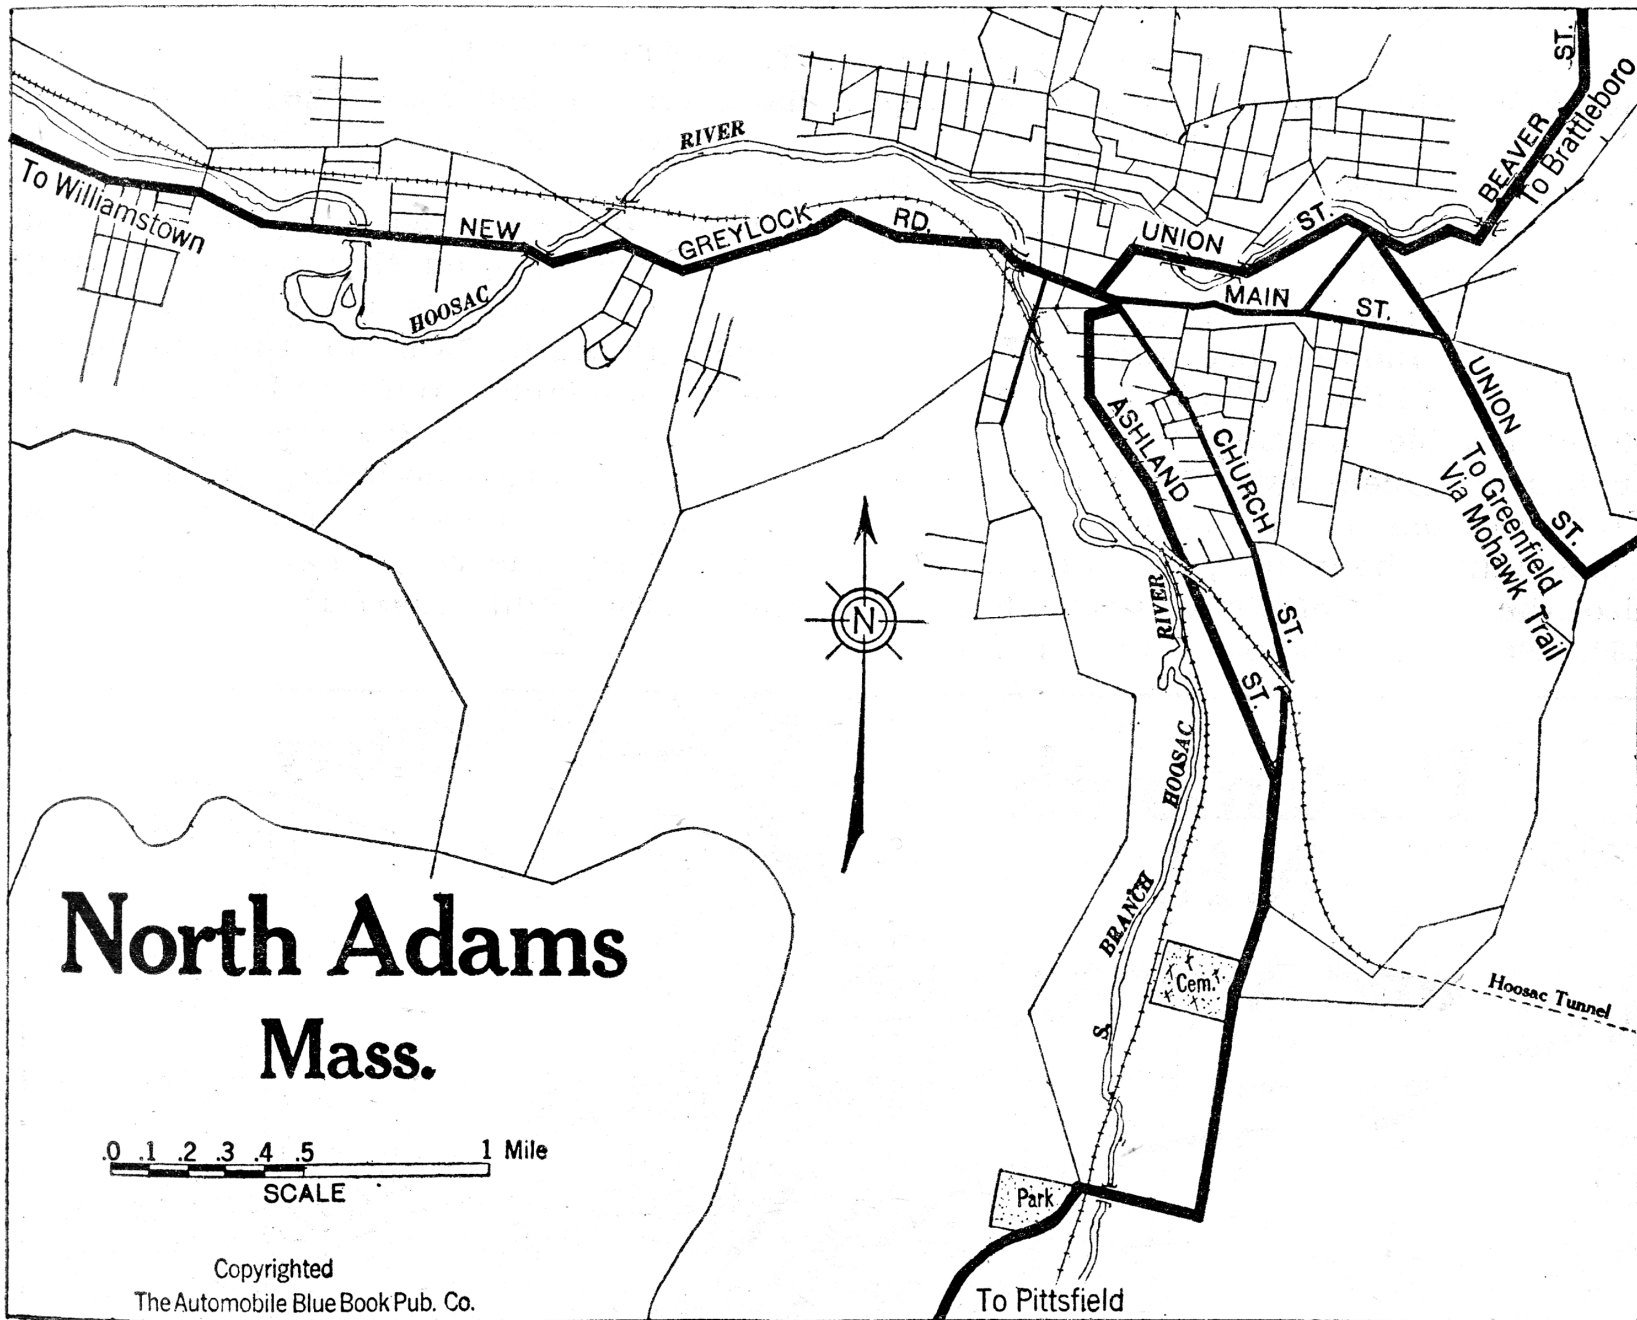 ST.
BEAVER
To Brattleboro
RIVER
To Williamstown
NEW
GREYLOCK
RD.
UNION
ST.
HOOSAC
MAIN
ST.
UNION
ST.
ASHLAND
ST.
CHURCH
ST.
To Greenfield
Via Mohawk Trail
N
RIVER
HOOSAC
BRANCH
S.
Cem.
Hoosac Tunnel
Park
To Pittsfield
North Adams
Mass.
.0 .1 .2 .3 .4 .5 1 Mile
SCALE
Copyrighted
The Automobile Blue Book Pub. Co.